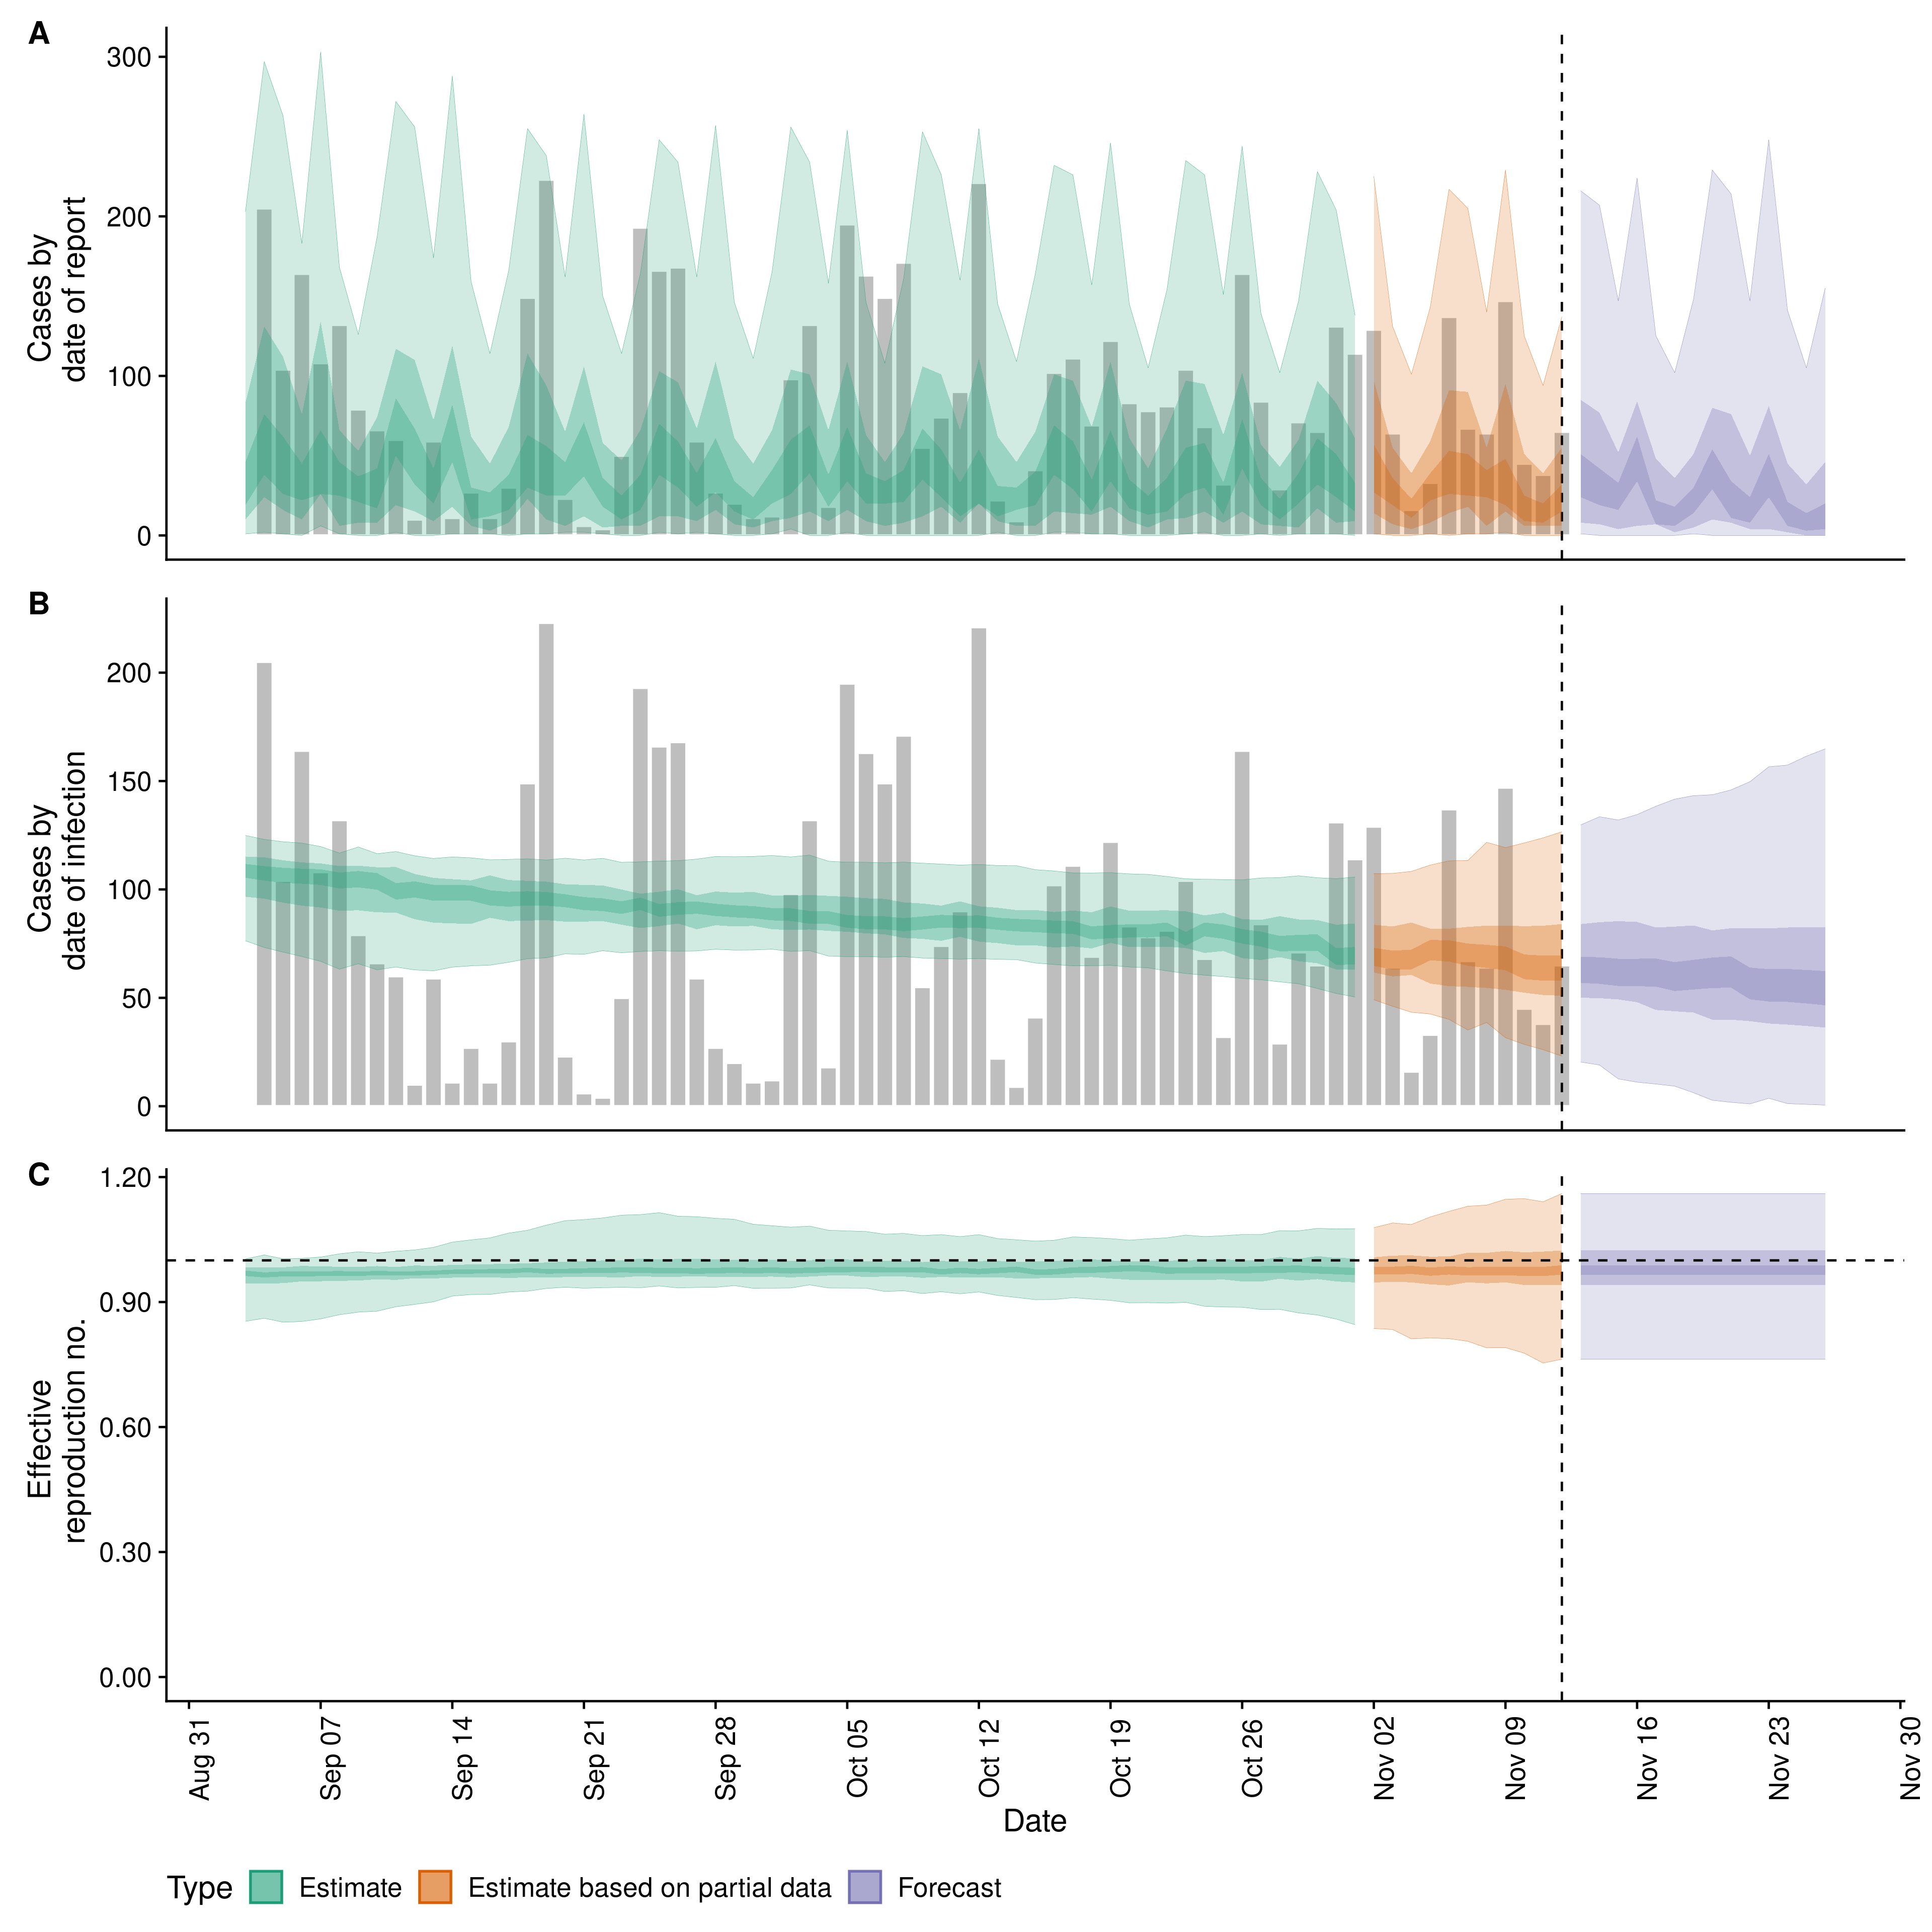 A
Cases by
date of report
300
200
100
0
B
Cases by
date of infection
200
150
100
50
0
C
Effective
reproduction no.
1.20
0.90
0.60
0.30
0.00
Aug 31
Sep 07
Sep 14
Sep 21
Sep 28
Oct 05
Oct 12
Oct 19
Oct 26
Nov 02
Nov 09
Nov 16
Nov 23
Nov 30
Date
Type Estimate Estimate based on partial data Forecast